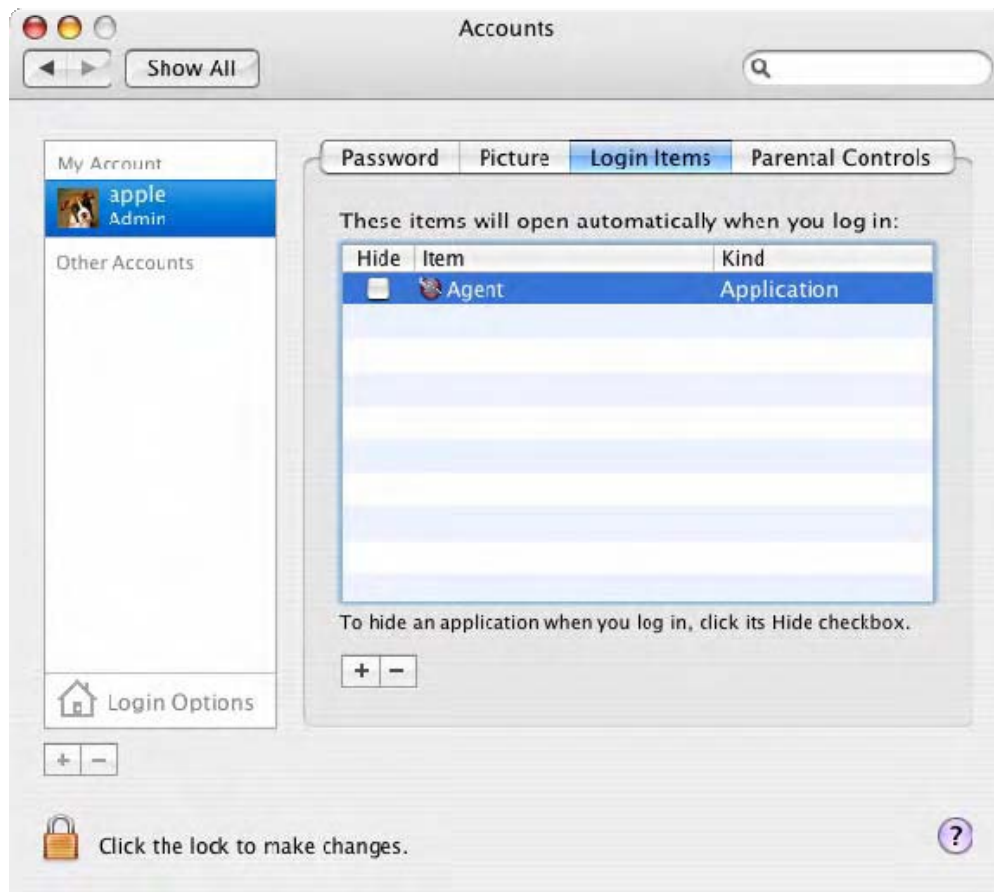 Accounts
Show All
My Account
apple
Admin
Other Accounts
Login Options
Password Picture Login Items Parental Controls
These items will open automatically when you log in:
Hide Item Kind
Agent Application
To hide an application when you log in, click its Hide checkbox.
+ −
+ −
Click the lock to make changes.
?